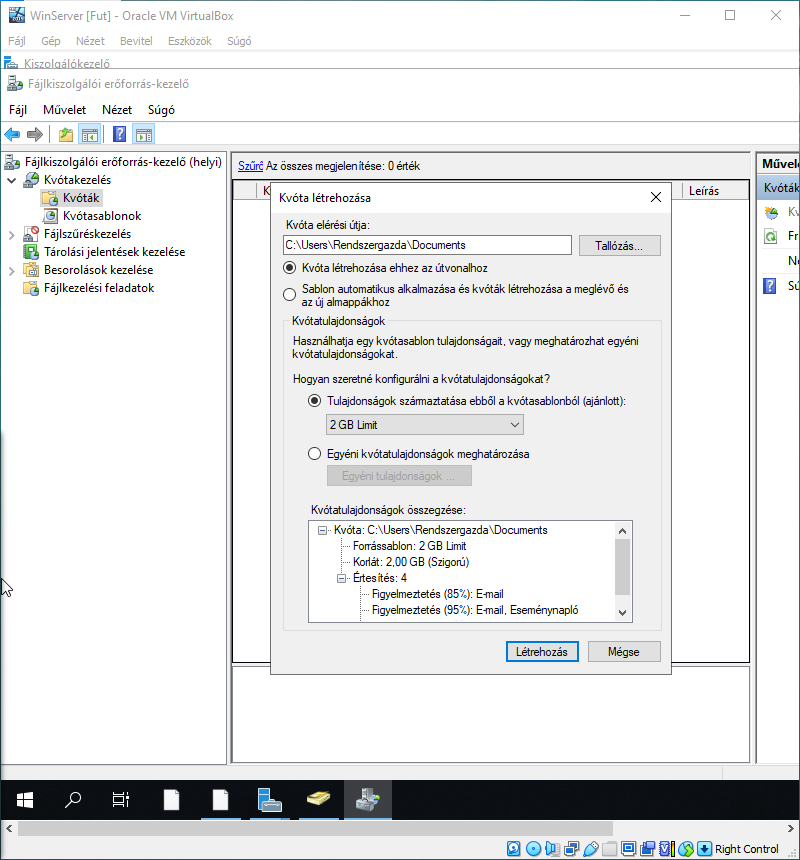 WinServer [Fut] - Oracle VM VirtualBox
Fájl Gép Nézet Bevitel Eszközök Súgó
Kiszolgálókezelő
Fájlkiszolgálói erőforrás-kezelő
Fájl Művelet Nézet Súgó
Fájlkiszolgálói erőforrás-kezelő (helyi)
Kvótakezelés
Kvóták
Kvótasablonok
Fájlszűréskezelés
Tárolási jelentések kezelése
Besorolások kezelése
Fájlkezelési feladatok
Szűrő Az összes megjelenítése: 0 érték
K
Leírás
Kvóta létrehozása
Kvóta elérési útja:
C:\Users\Rendszergazda\Documents
Tallózás...
Kvóta létrehozása ehhez az útvonalhoz
Sablon automatikus alkalmazása és kvóták létrehozása a meglévő és
az új almappákhoz
Kvótatulajdonságok
Használhatja egy kvótasablon tulajdonságait, vagy meghatározhat egyéni
kvótatulajdonságokat.
Hogyan szeretné konfigurálni a kvótatulajdonságokat?
Tulajdonságok származtatása ebből a kvótasablonból (ajánlott):
2 GB Limit
Egyéni kvótatulajdonságok meghatározása
Egyéni tulajdonságok ...
Kvótatulajdonságok összegzése:
Kvóta: C:\Users\Rendszergazda\Documents
Forrássablon: 2 GB Limit
Korlát: 2,00 GB (Szigorú)
Értesítés: 4
Figyelmeztetés (85%): E-mail
Figyelmeztetés (95%): E-mail, Eseménynapló
Létrehozás
Mégse
Művele
Kvóták
Kv
Fri
Né
Sú
Right Control